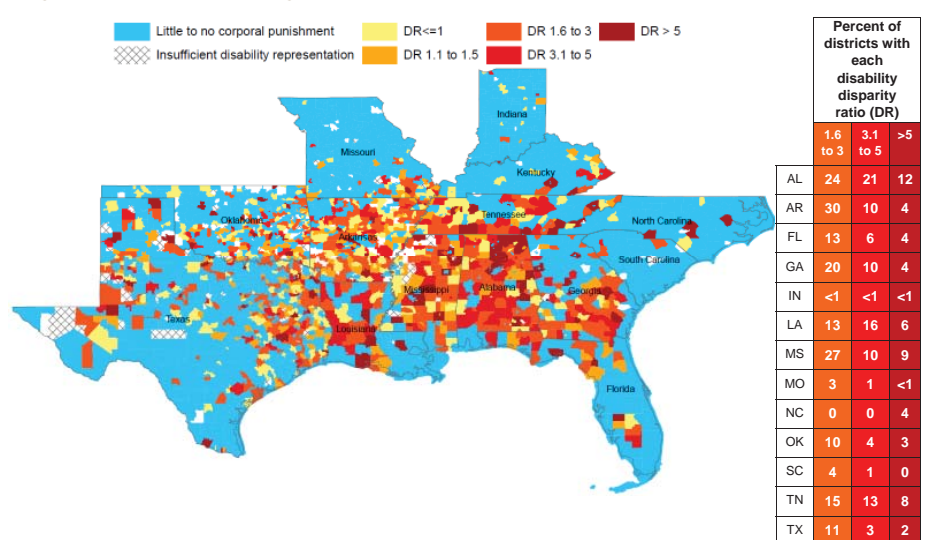 Little to no corporal punishment
DR<=1
DR 1.6 to 3
DR > 5
Insufficient disability representation
DR 1.1 to 1.5
DR 3.1 to 5
Indiana
Missouri
Kentucky
Oklahoma
Tennessee
North Carolina
Arkansas
South Carolina
Mississippi
Alabama
Georgia
Texas
Louisiana
Florida
Percent of
districts with
each
disability
disparity
ratio (DR)
1.6 3.1 >5
to 3 to 5
AL 24 21 12
AR 30 10 4
FL 13 6 4
GA 20 10 4
IN <1 <1 <1
LA 13 16 6
MS 27 10 9
MO 3 1 <1
NC 0 0 4
OK 10 4 3
SC 4 1 0
TN 15 13 8
TX 11 3 2